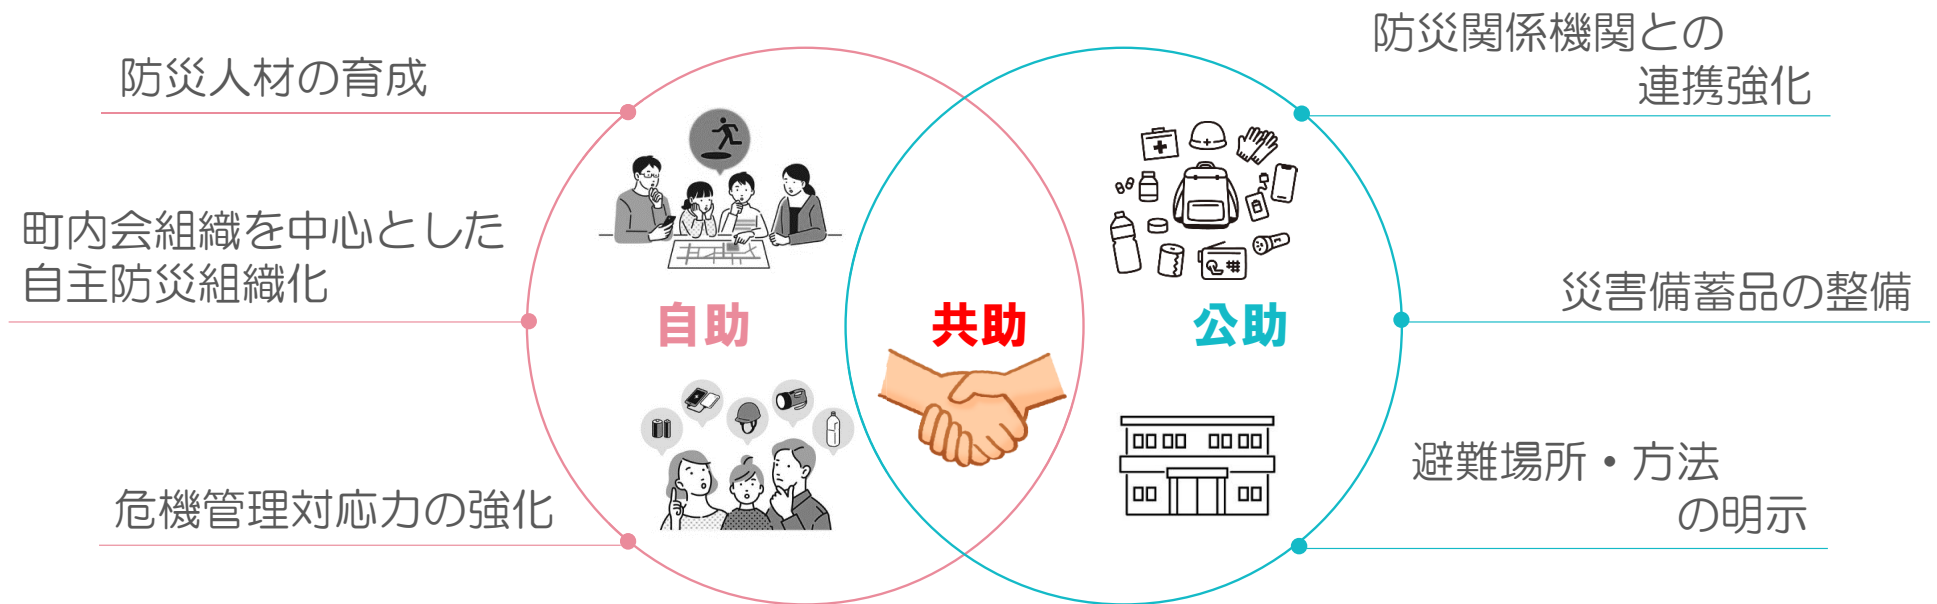 防災人材の育成
町内会組織を中心とした
自主防災組織化
危機管理対応力の強化
自助
共助
公助
防災関係機関との
連携強化
災害備蓄品の整備
避難場所・方法
の明示